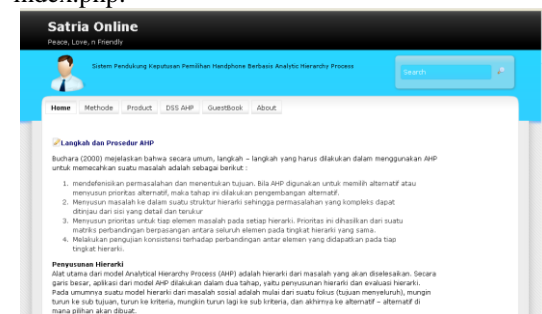 index.php.
Satria Online
Peace, Love, n Friendly
Sistem Pendukung Keputusan Pemilihan Handphone Berbasis Analytic Hierarchy Process
Search
Home Methode Product DSS AHP GuestBook About
Langkah dan Prosedur AHP
Buchara (2000) mejelaskan bahwa secara umum, langkah – langkah yang harus dilakukan dalam menggunakan AHP
untuk memecahkan suatu masalah adalah sebagai berikut :
1. mendefenisikan permasalahan dan menentukan tujuan. Bila AHP digunakan untuk memilih alternatif atau
menyusun prioritas alternatif, maka tahap ini dilakukan pengembangan alternatif.
2. Menyusun masalah ke dalam suatu struktur hierarki sehingga permasalahan yang kompleks dapat
ditinjau dari sisi yang detail dan terukur
3. Menyusun prioritas untuk tiap elemen masalah pada setiap hierarki. Prioritas ini dihasilkan dari suatu
matriks perbandingan berpasangan antara seluruh elemen pada tingkat hierarki yang sama.
4. Melakukan pengujian konsistensi terhadap perbandingan antar elemen yang didapatkan pada tiap
tingkat hierarki.
Penyusunan Hierarki
Alat utama dari model Analytical Hierarchy Process (AHP) adalah hierarki dari masalah yang akan diselesaikan. Secara
garis besar, aplikasi dari model AHP dilakukan dalam dua tahap, yaitu penyusunan hierarki dan evaluasi hierarki.
Pada umumnya suatu model hierarki dari masalah sosial adalah mulai dari suatu fokus (tujuan menyeluruh), mungin
turun ke sub tujuan, turun ke kriteria, mungkin turun lagi ke sub kriteria, dan akhirnya ke alternatif – alternatif di
mana pilihan akan dibuat.